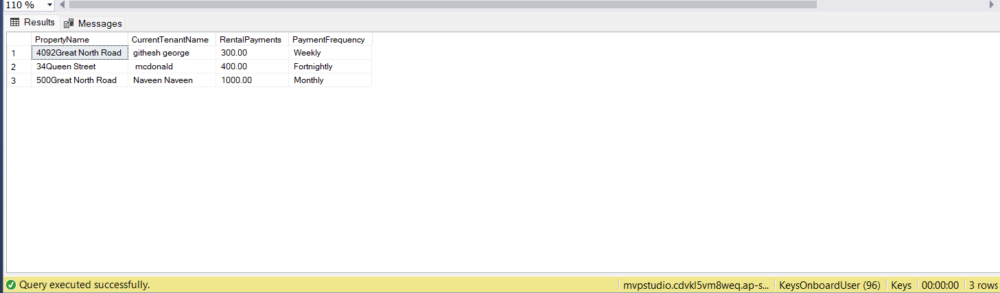 110 %
Results Messages
PropertyName CurrentTenantName RentalPayments PaymentFrequency
1 4092Great North Road githesh george 300.00 Weekly
2 34Queen Street mcdonald 400.00 Fortnightly
3 500Great North Road Naveen Naveen 1000.00 Monthly
Query executed successfully. mvpstudio.cdvkl5vm8weq.ap-s... KeysOnboardUser (96) Keys 00:00:00 3 rows